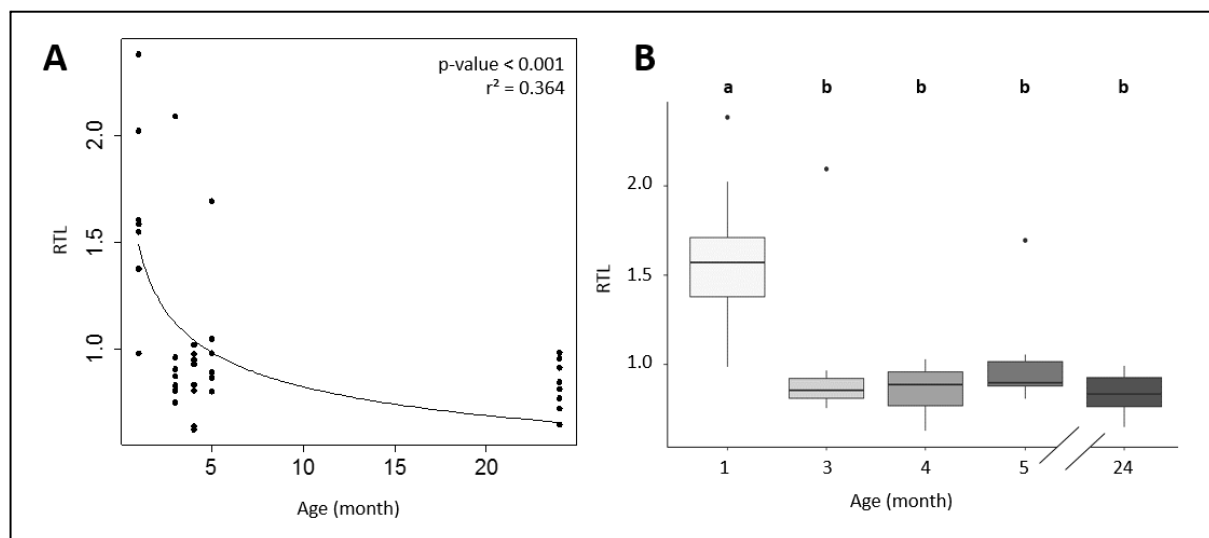 A
p-value < 0.001
r² = 0.364
2.0
1.5
1.0
RTL
5
10
15
20
Age (month)
B
a b b b b
2.0
1.5
1.0
RTL
1 3 4 5 24
Age (month)